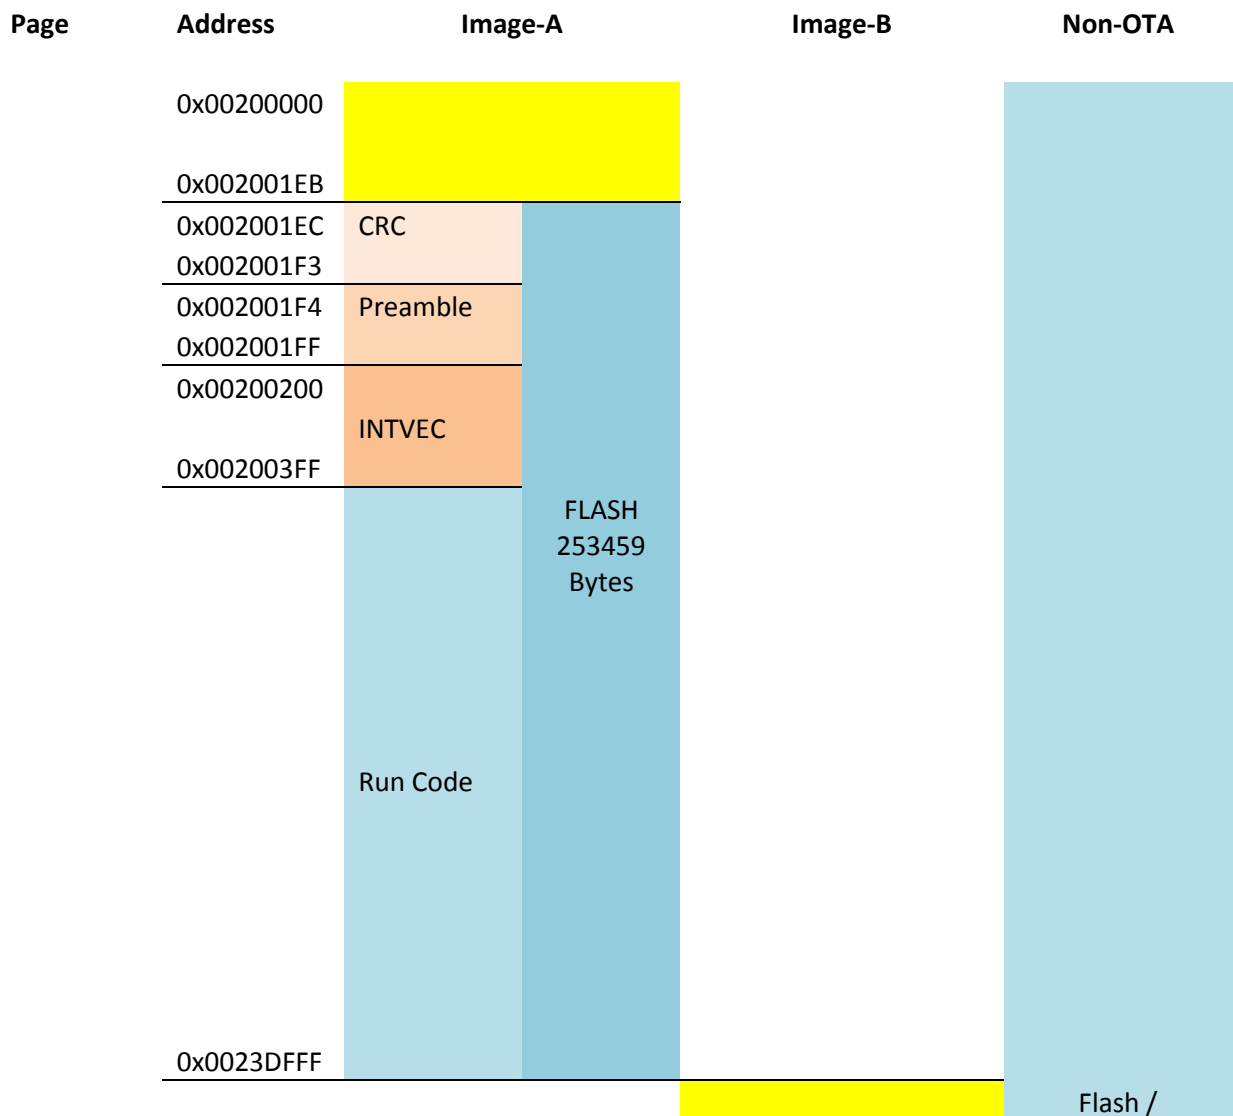 Page Address Image-A Image-B Non-OTA
0x00200000
0x002001EB
0x002001EC CRC
0x002001F3
0x002001F4 Preamble
0x002001FF
0x00200200
INTVEC
0x002003FF
FLASH
253459
Bytes
Run Code
0x0023DFFF
Flash /